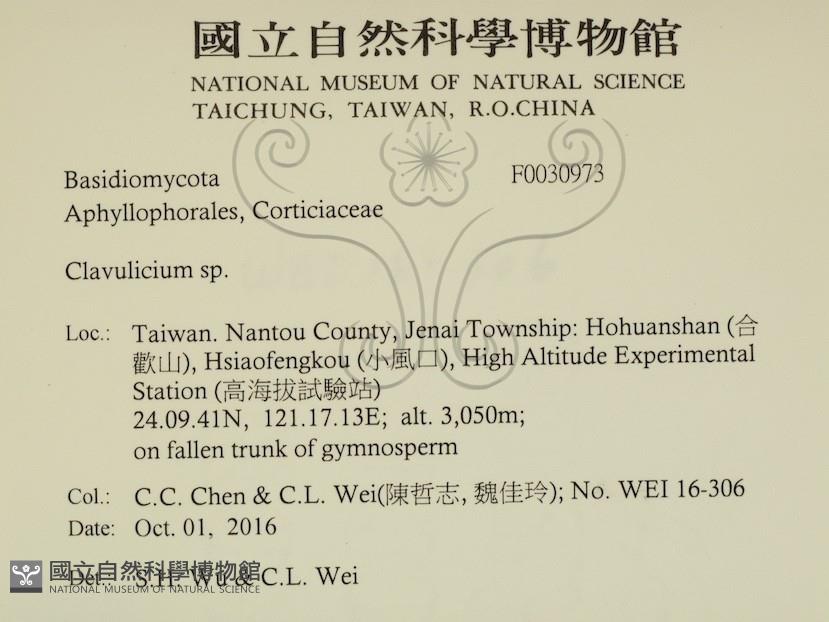 國立自然科學博物館
NATIONAL MUSEUM OF NATURAL SCIENCE
TAICHUNG, TAIWAN, R.O.CHINA
Basidiomycota F0030973
Aphyllophorales, Corticiaceae
Clavulicium sp.
Loc.: Taiwan. Nantou County, Jenai Township: Hohuanshan (合
歡山), Hsiaofengkou (小風口), High Altitude Experimental
Station (高海拔試驗站)
24.09.41N, 121.17.13E; alt. 3,050m;
on fallen trunk of gymnosperm
Col.: C.C. Chen & C.L. Wei(陳哲志, 魏佳玲); No. WEI 16-306
Date: Oct. 01, 2016
Det.: S.H. Wu & C.L. Wei
國立自然科學博物館
NATIONAL MUSEUM OF NATURAL SCIENCE